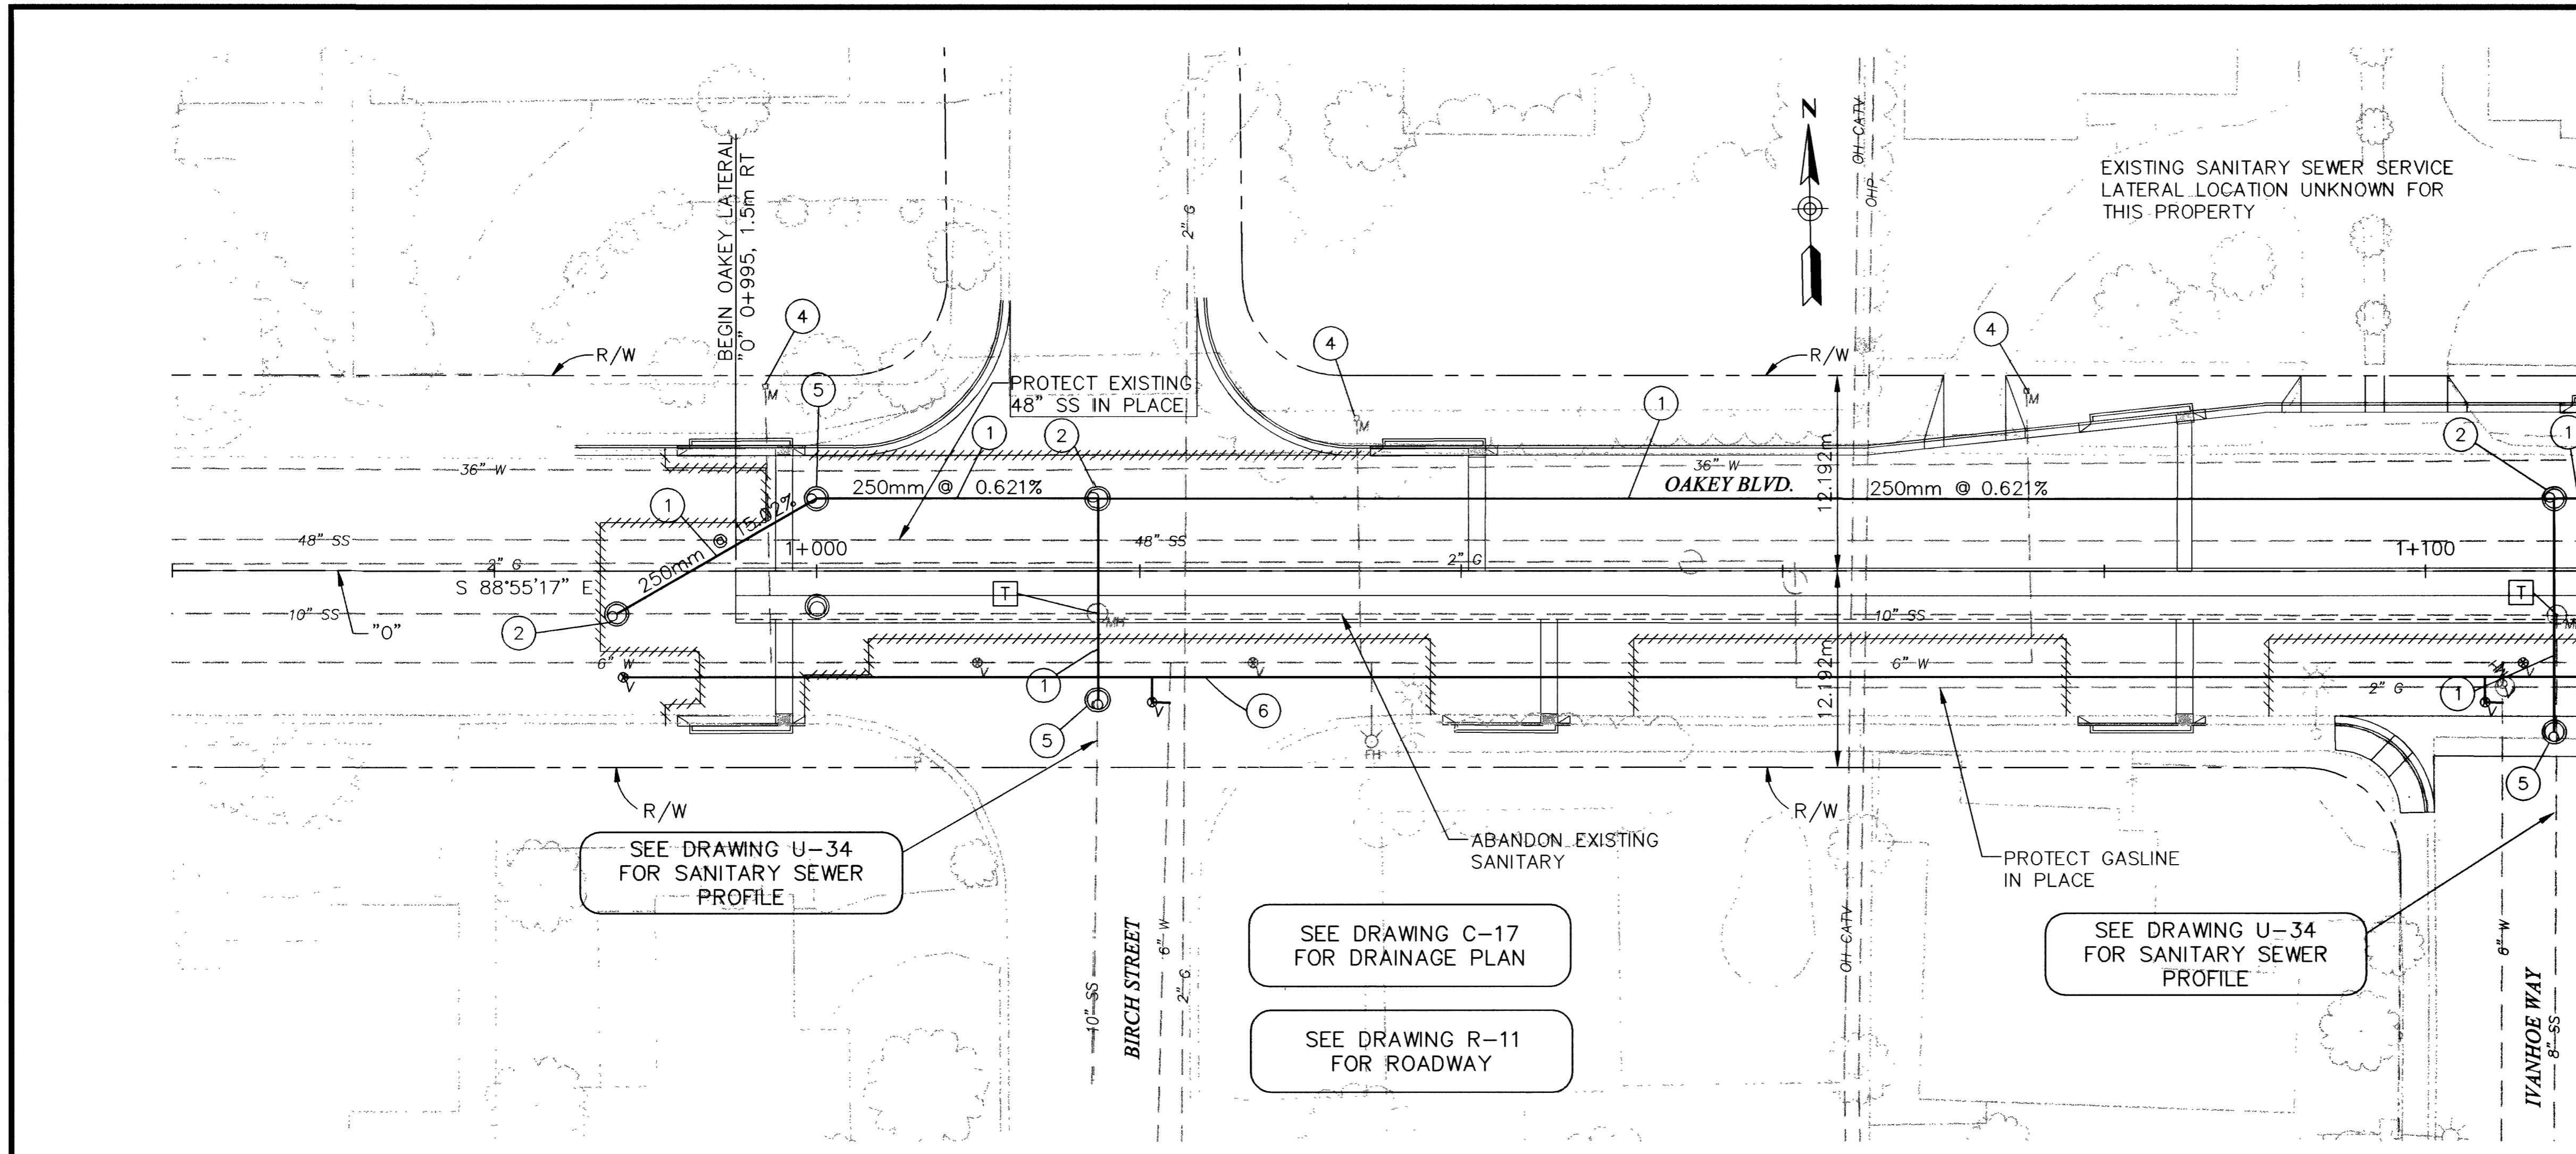 BEGIN OAKEY LATERAL
"O" 0+995, 1.5m RT
2" G
N
OH CATV
OHP
EXISTING SANITARY SEWER SERVICE
LATERAL LOCATION UNKNOWN FOR
THIS PROPERTY
4
4
4
R/W
R/W
M
M
M
5
PROTECT EXISTING
48" SS IN PLACE
1
2
1
2
1
36" W
36" W
OAKEY BLVD.
12.192m
250mm @ 0.621%
250mm @ 0.621%
1
250mm @ 15.02%
48" SS
48" SS
1+000
1+100
2" G
2" G
S 88°55'17" E
10" SS
"O"
2
T
MH
10" SS
T
6" W
V
V
V
1
V
6
5
6" W
12.192m
2" G
1
V
V
FH
5
R/W
R/W
SEE DRAWING U-34
FOR SANITARY SEWER
PROFILE
ABANDON EXISTING
SANITARY
PROTECT GASLINE
IN PLACE
SEE DRAWING C-17
FOR DRAINAGE PLAN
SEE DRAWING R-11
FOR ROADWAY
SEE DRAWING U-34
FOR SANITARY SEWER
PROFILE
10" SS
BIRCH STREET
6" W
2" G
OH CATV
IVANHOE WAY
8" SS